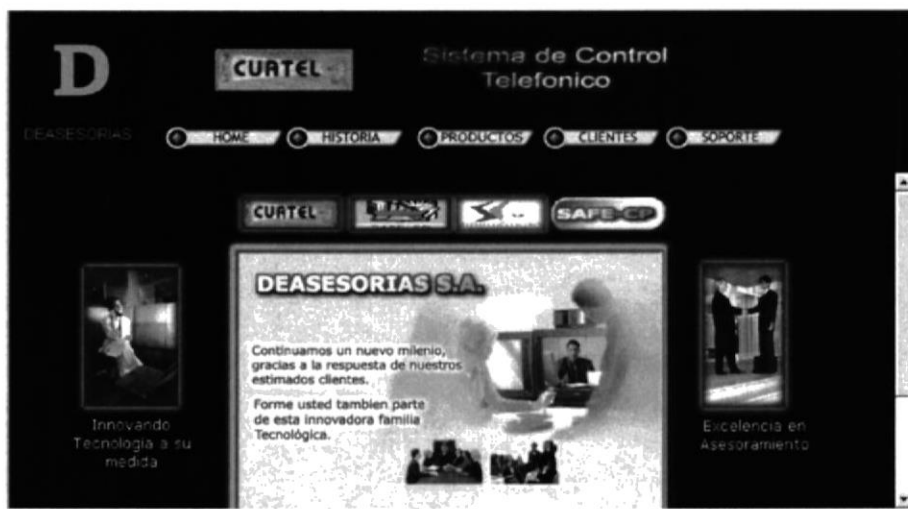 D
DEASESORIAS
CURTEL
Sistema de Control
Telefonico
HOME
HISTORIA
PRODUCTOS
CLIENTES
SOPORTE
CURTEL
SAFE-CP
DEASESORIAS S.A.
Continuamos un nuevo milenio,
gracias a la respuesta de nuestros
estimados clientes.
Forme usted tambien parte
de esta innovadora familia
Tecnológica.
Innovando
Tecnología a su
medida
Excelencia en
Asesoramiento